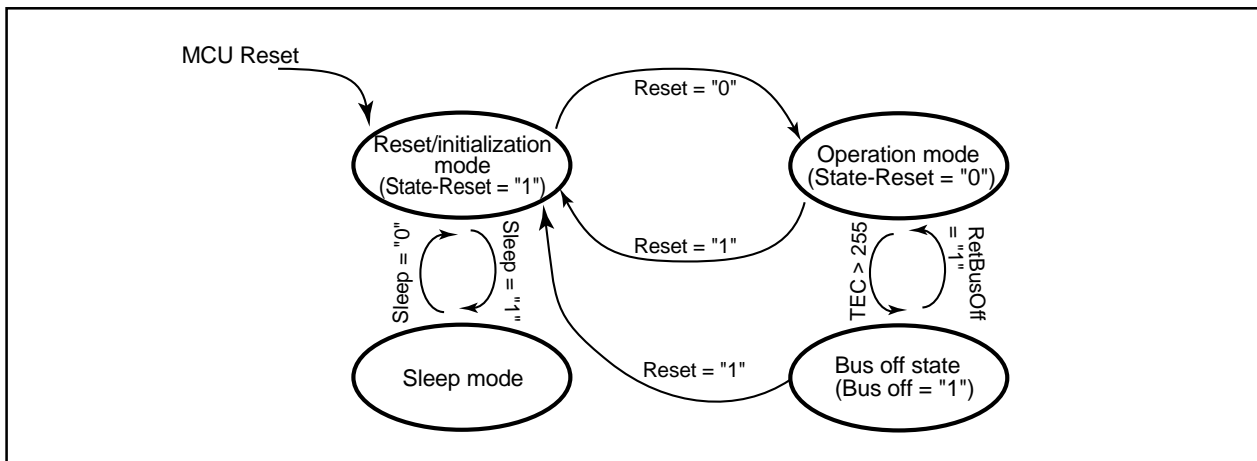 MCU Reset
Reset = "0"
Reset/initialization
mode
(State-Reset = "1")
Operation mode
(State-Reset = "0")
Reset = "1"
Sleep = "0"
Sleep = "1"
TEC > 255
RetBusOff
= "1"
Sleep mode
Reset = "1"
Bus off state
(Bus off = "1")